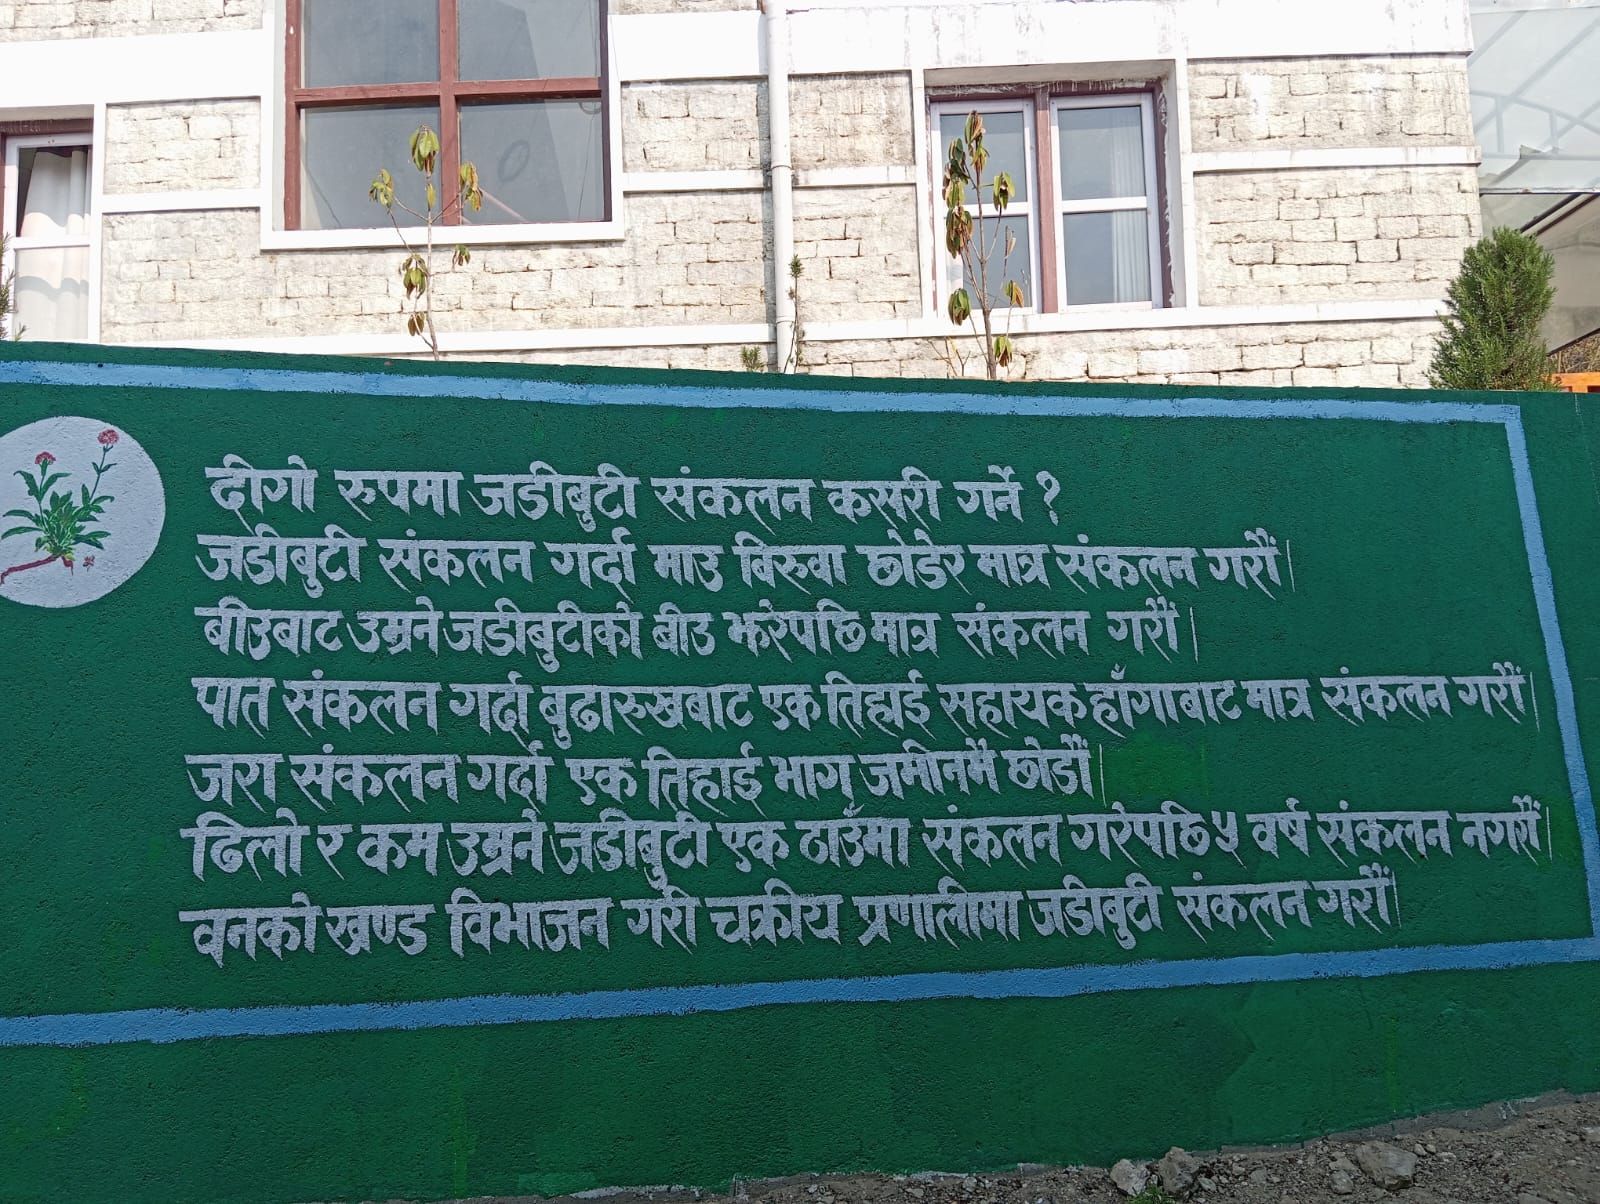 दीगो रुपमा जडीबुटी संकलन कसरी गर्ने ?
जडीबुटी संकलन गर्दा माउ बिरुवा छोडेर मात्र संकलन गरौं।
बीउबाट उम्रने जडीबुटीको बीउ झरेपछि मात्र संकलन गरौं।
पात संकलन गर्दा बुढारुखबाट एक तिहाई सहायक हाँगाबाट मात्र संकलन गरौं।
जरा संकलन गर्दा एक तिहाई भाग जमीनमै छोडौं।
ढिलो र कम उम्रने जडीबुटी एक ठाउँमा संकलन गरेपछि ५ वर्ष संकलन नगरौं।
वनको खण्ड विभाजन गरी चक्रीय प्रणालीमा जडीबुटी संकलन गरौं।